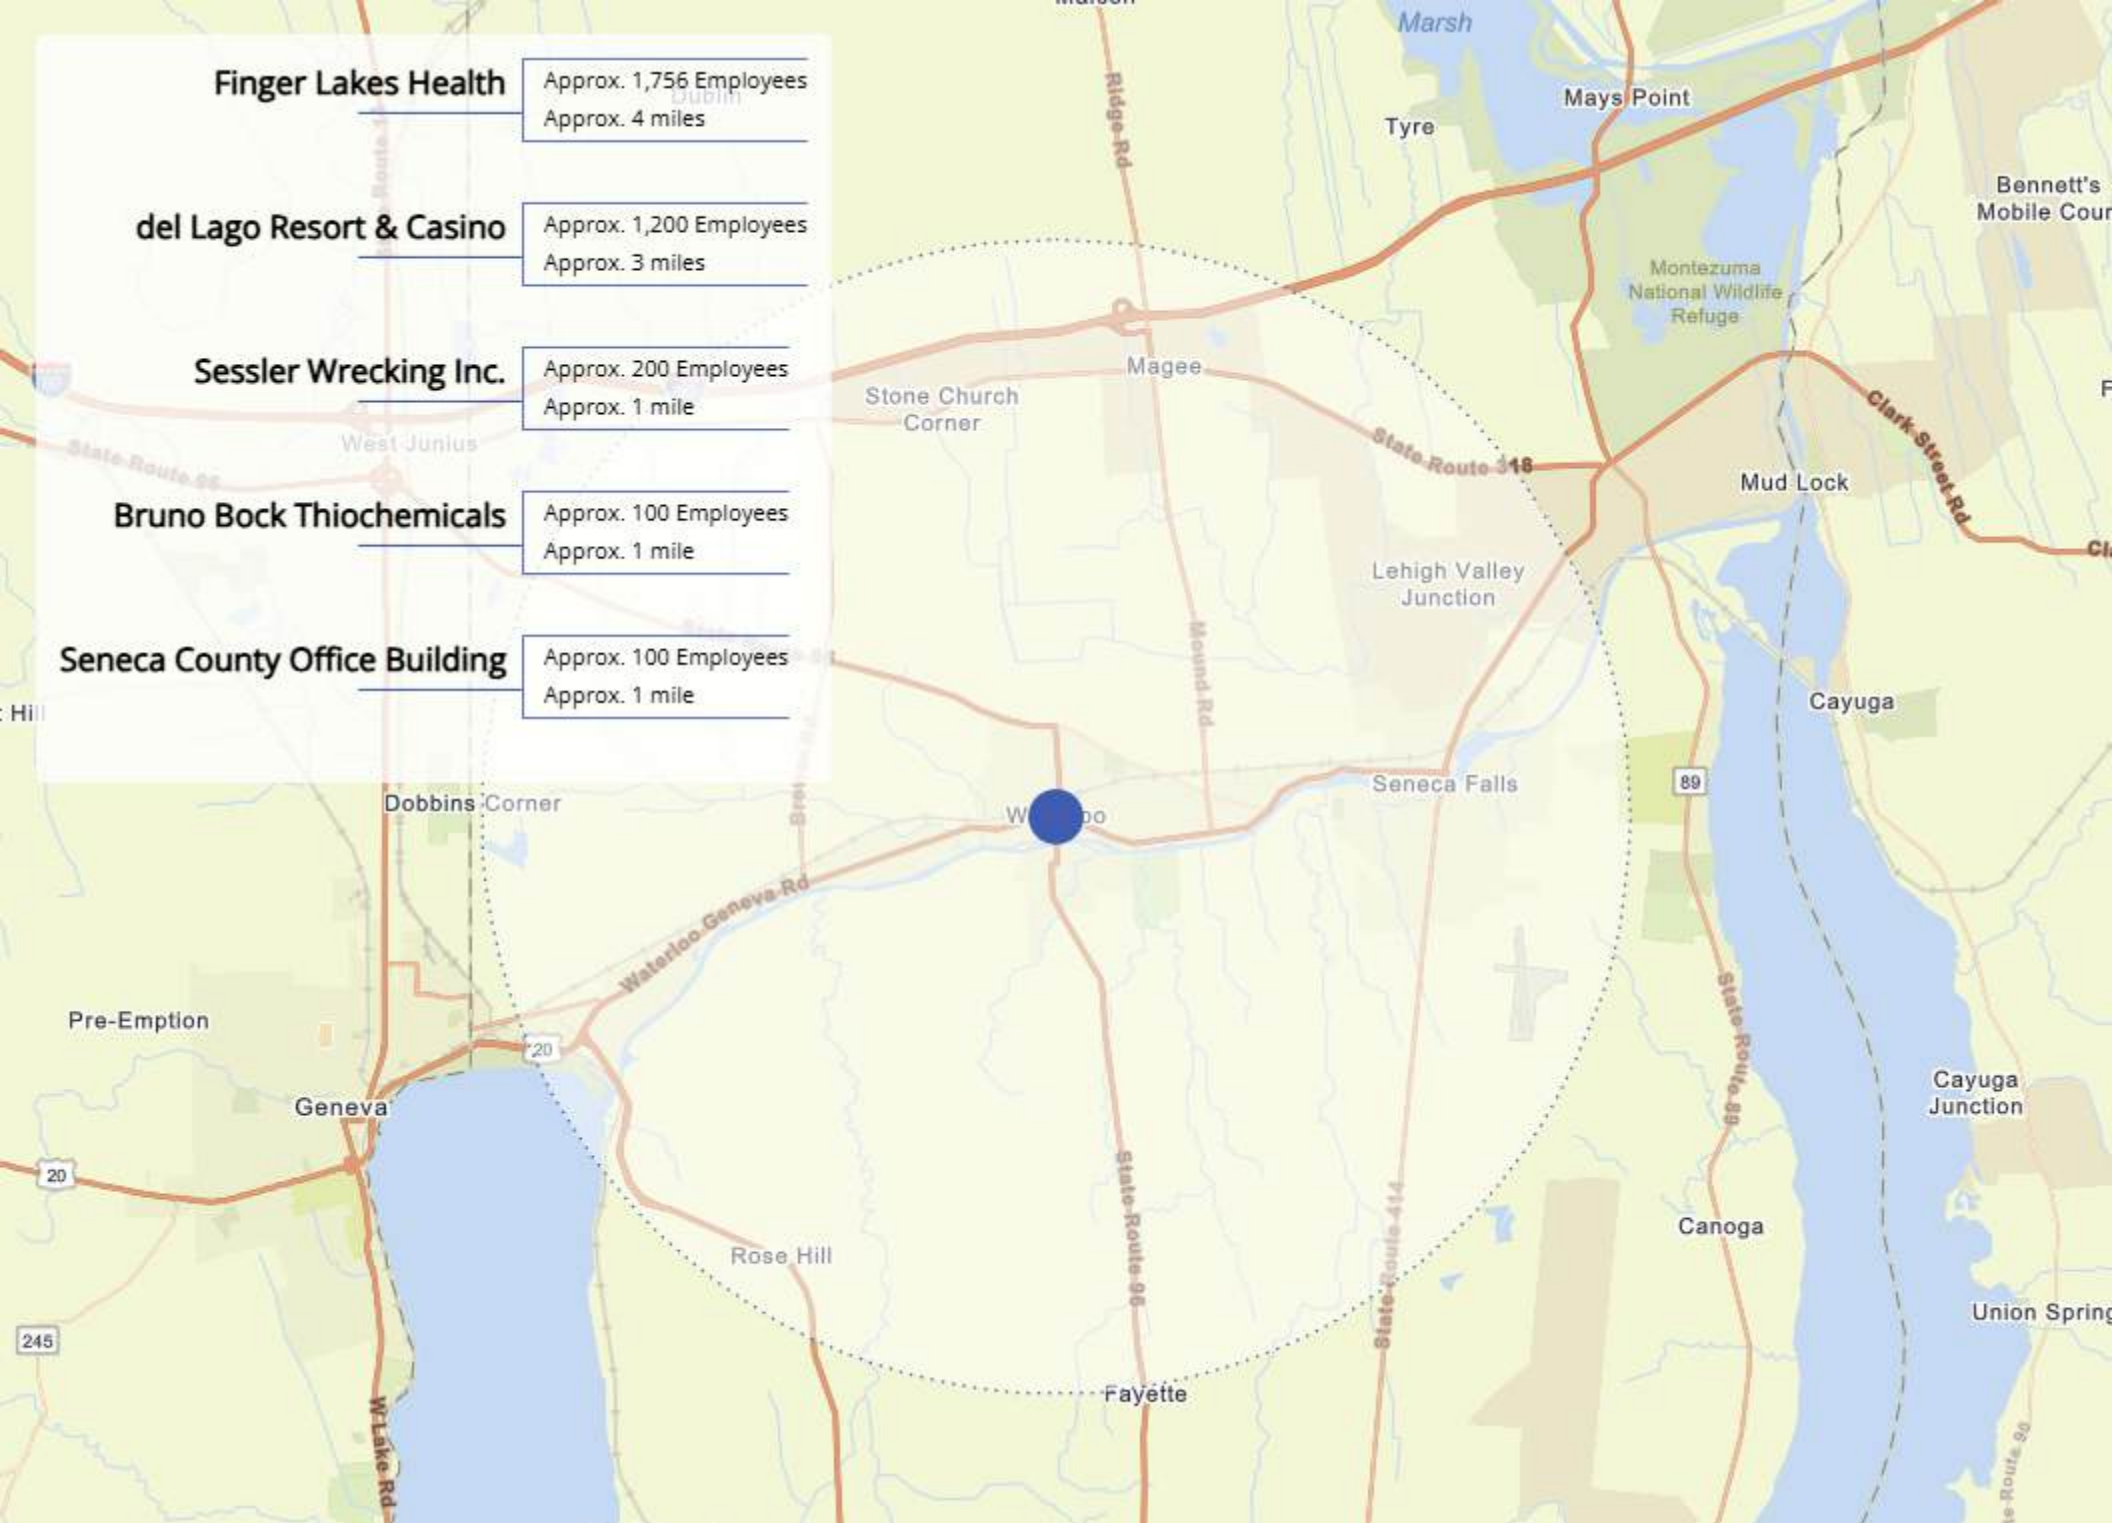 Finger Lakes Health
Approx. 1,756 Employees
Approx. 4 miles
del Lago Resort & Casino
Approx. 1,200 Employees
Approx. 3 miles
Sessler Wrecking Inc.
Approx. 200 Employees
Approx. 1 mile
Bruno Bock Thiochemicals
Approx. 100 Employees
Approx. 1 mile
Seneca County Office Building
Approx. 100 Employees
Approx. 1 mile
Dublin
Marsh
Ridge Rd
Mays Point
Tyre
Bennett's
Mobile Cour
Montezuma
National Wildlife
Refuge
Magee
Stone Church
Corner
West Junius
State Route 96
State Route 318
Clark Street Rd
Mud Lock
Cl
Lehigh Valley
Junction
Mound Rd
Hill
Cayuga
Seneca Falls
89
Dobbins Corner
Waterloo Geneva Rd
State Route 89
Pre-Emption
20
Geneva
20
Cayuga
Junction
State Route 96
State Route 414
Canoga
Rose Hill
Union Spring
245
Fayette
W Lake Rd